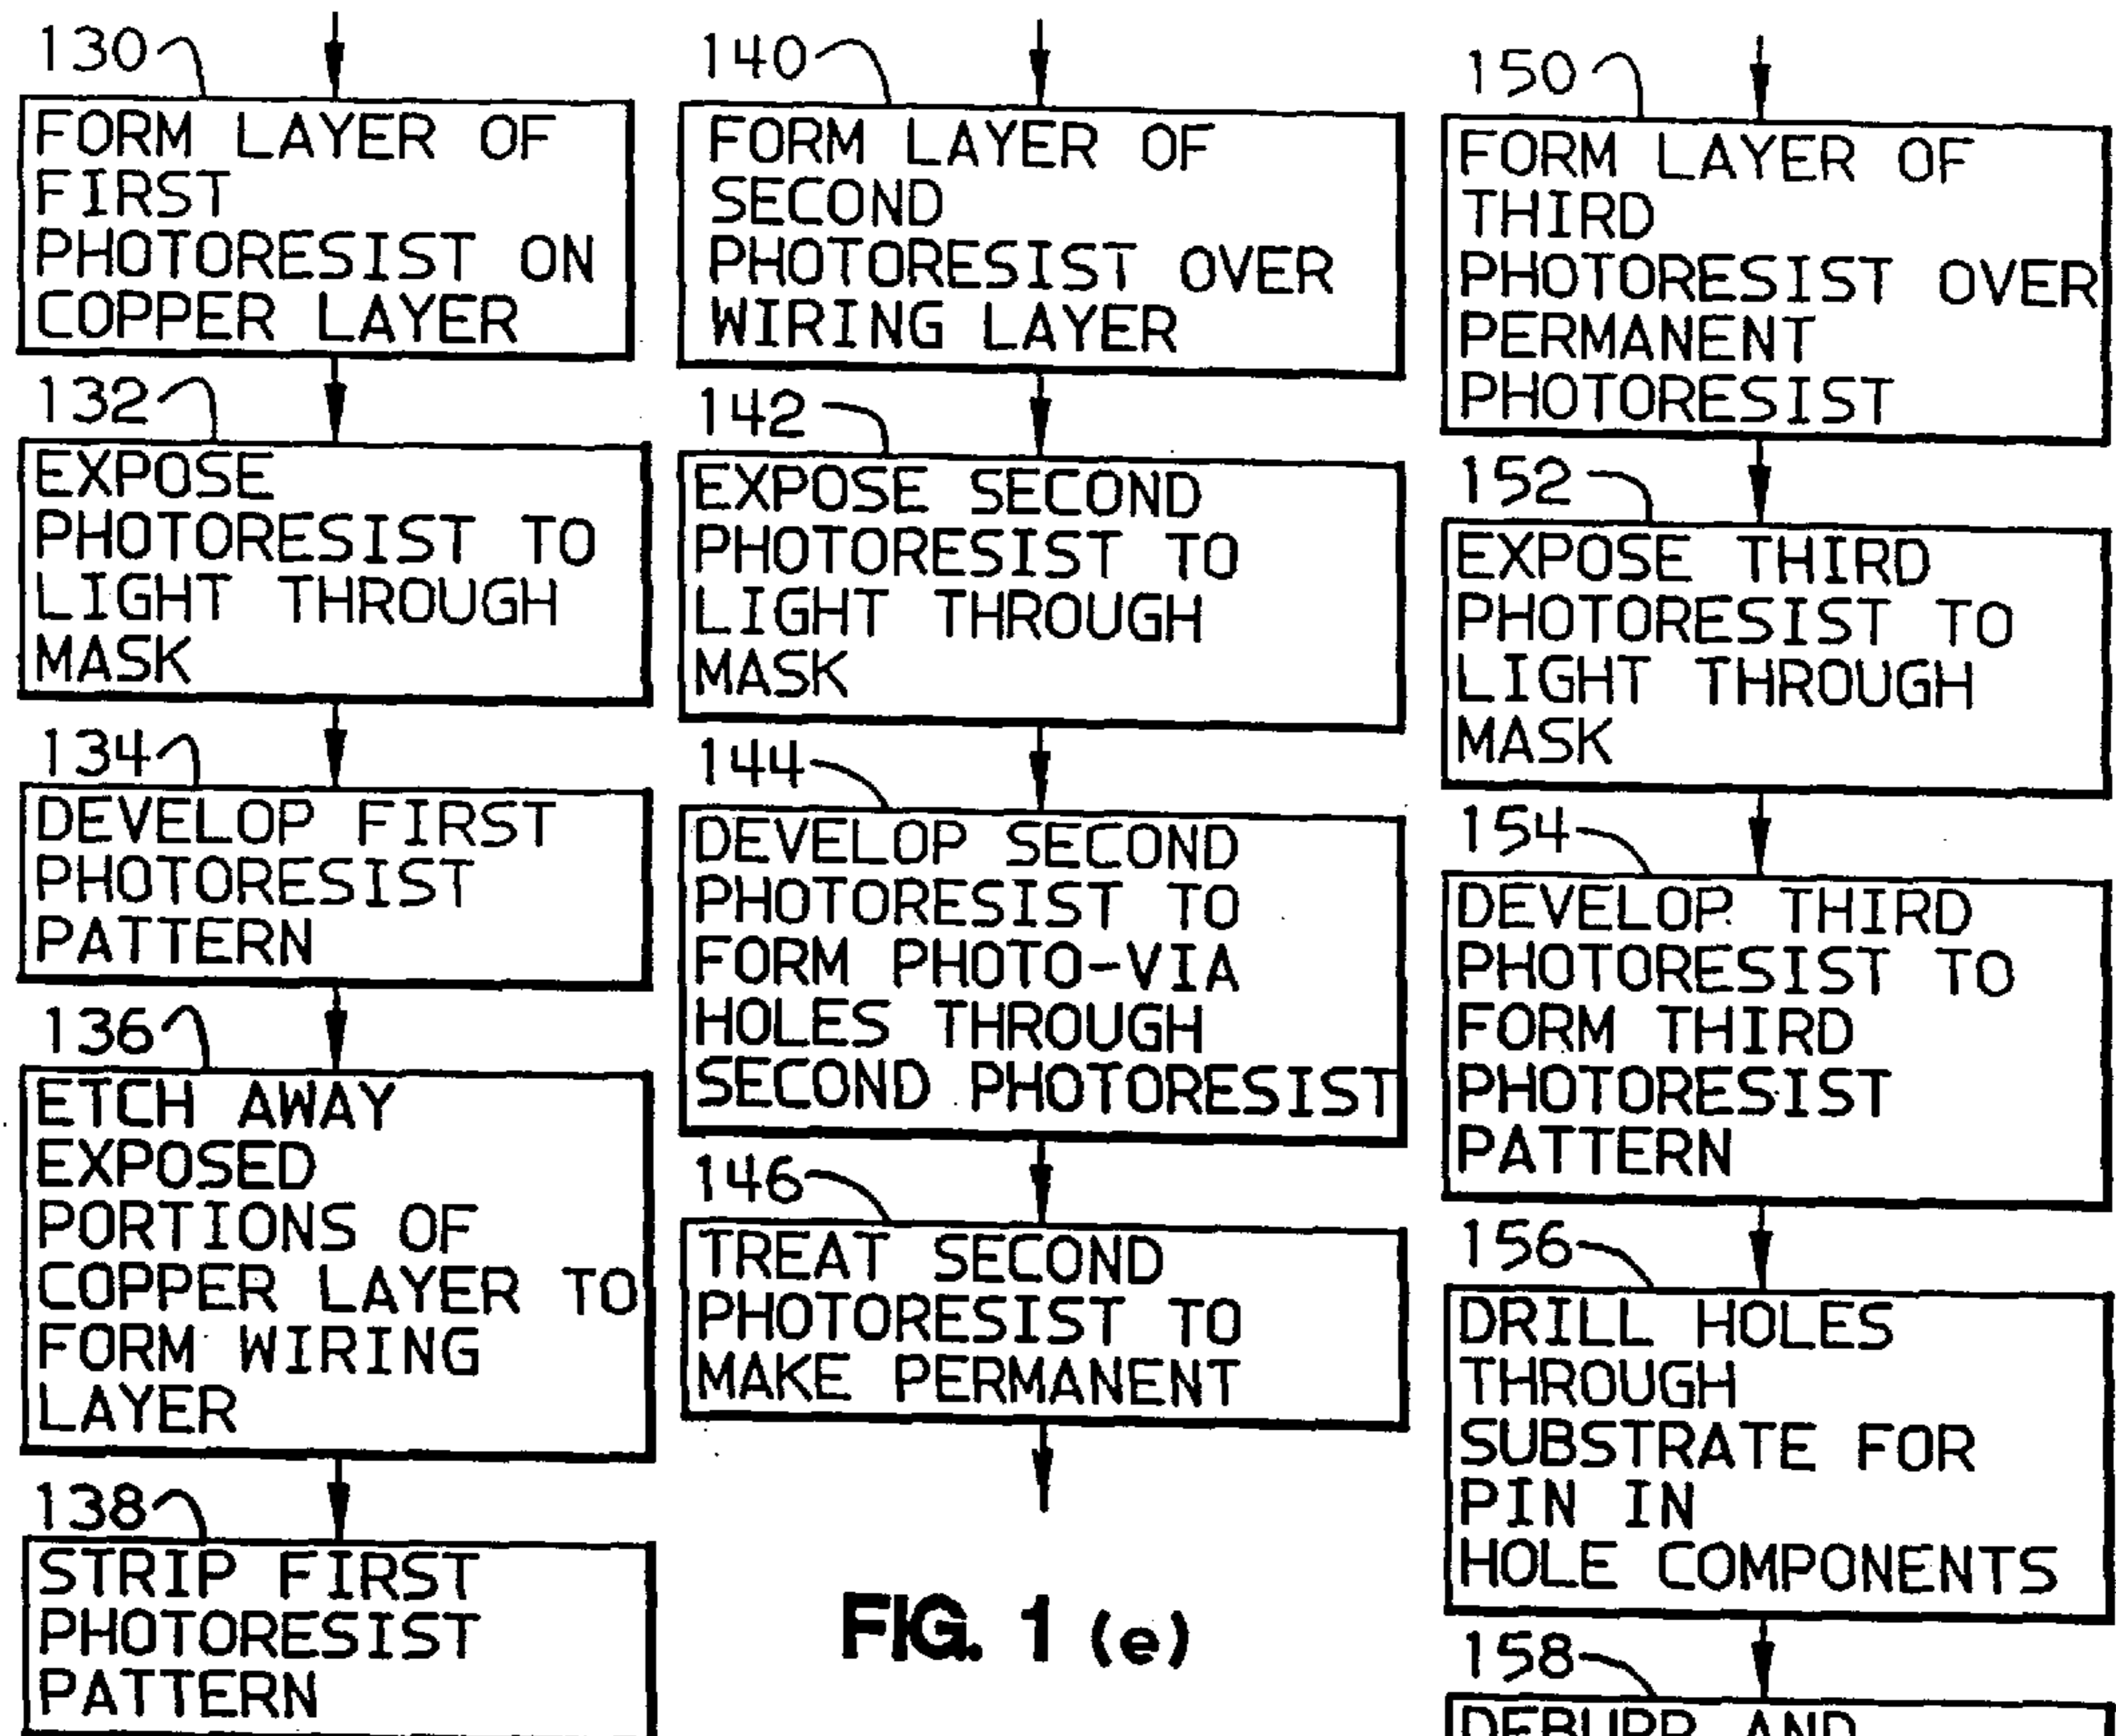 130
FORM LAYER OF
FIRST
PHOTORESIST ON
COPPER LAYER
132
EXPOSE
PHOTORESIST TO
LIGHT THROUGH
MASK
134
DEVELOP FIRST
PHOTORESIST
PATTERN
136
ETCH AWAY
EXPOSED
PORTIONS OF
COPPER LAYER TO
FORM WIRING
LAYER
138
STRIP FIRST
PHOTORESIST
PATTERN
140
FORM LAYER OF
SECOND
PHOTORESIST OVER
WIRING LAYER
142
EXPOSE SECOND
PHOTORESIST TO
LIGHT THROUGH
MASK
144
DEVELOP SECOND
PHOTORESIST TO
FORM PHOTO-VIA
HOLES THROUGH
SECOND PHOTORESIST
146
TREAT SECOND
PHOTORESIST TO
MAKE PERMANENT
FIG. 1 (e)
150
FORM LAYER OF
THIRD
PHOTORESIST OVER
PERMANENT
PHOTORESIST
152
EXPOSE THIRD
PHOTORESIST TO
LIGHT THROUGH
MASK
154
DEVELOP THIRD
PHOTORESIST TO
FORM THIRD
PHOTORESIST
PATTERN
156
DRILL HOLES
THROUGH
SUBSTRATE FOR
PIN IN
HOLE COMPONENTS
158
DEBURR AND